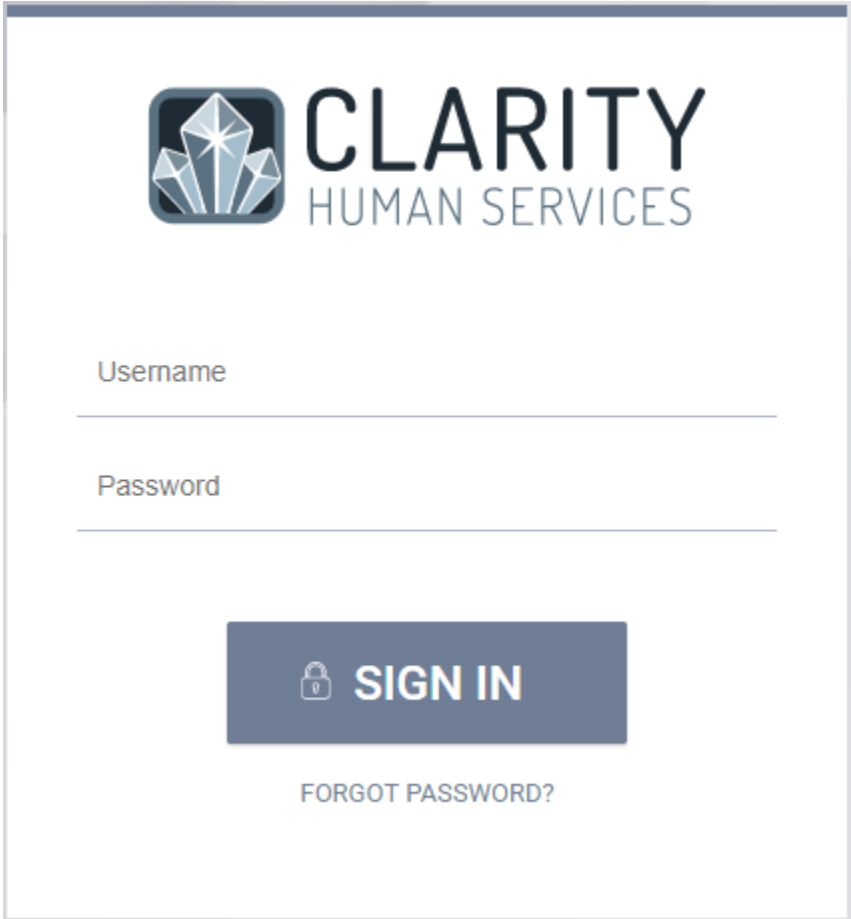 CLARITY
HUMAN SERVICES
Username
Password
SIGN IN
FORGOT PASSWORD?